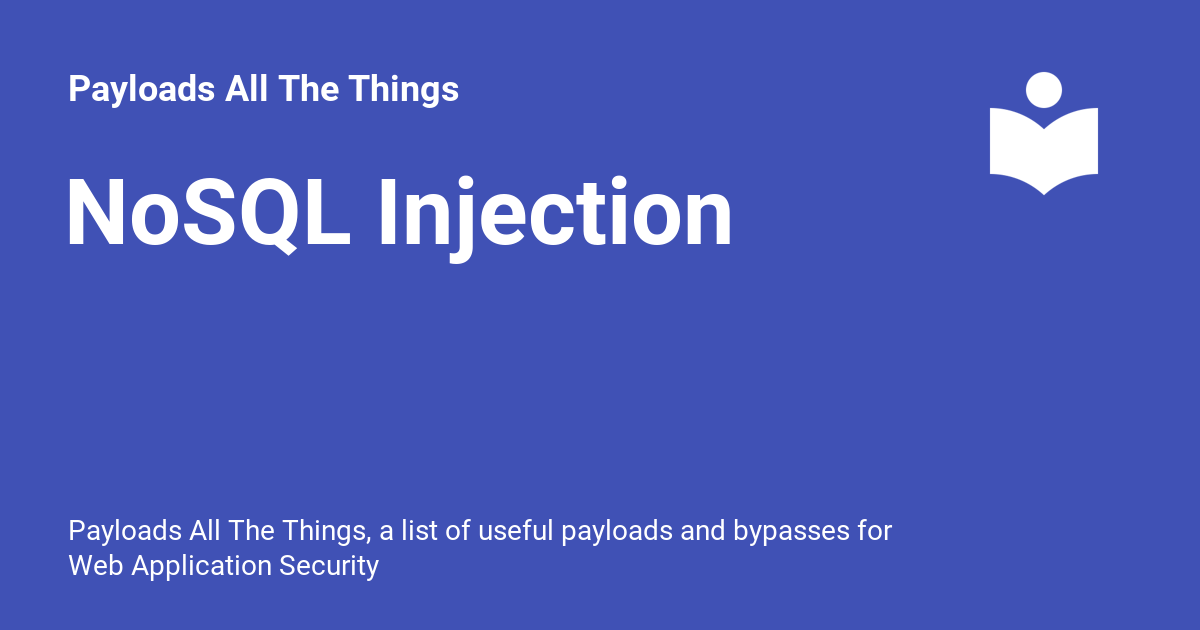 Payloads All The Things
NoSQL Injection
Payloads All The Things, a list of useful payloads and bypasses for
Web Application Security